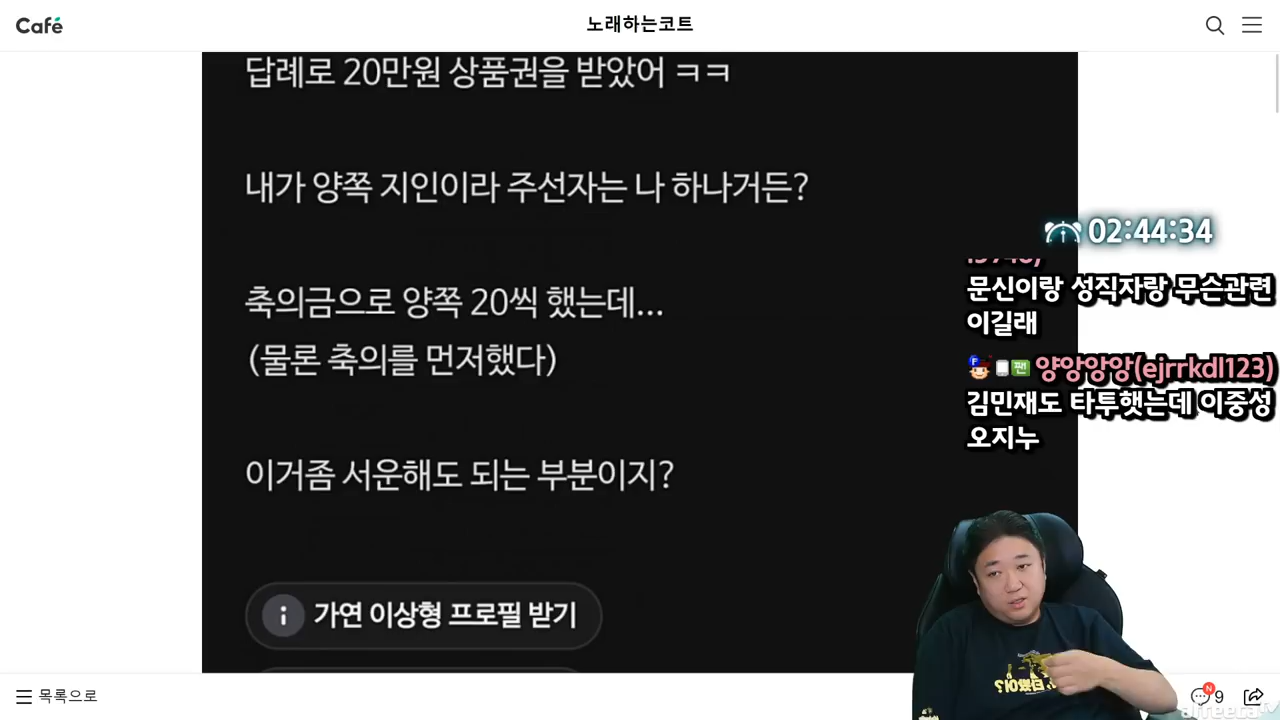 Café
노래하는코트
답례로 20만원 상품권을 받았어 ㅋㅋ
내가 양쪽 지인이라 주선자는 나 하나거든?
축의금으로 양쪽 20씩 했는데...
(물론 축의를 먼저했다)
이거좀 서운해도 되는 부분이지?
가연 이상형 프로필 받기
02:44:34
문신이랑 성직자랑 무슨관련
이길래
팬 양앙앙앙(ejrrkdl123)
김민재도 타투햇는데 이중성
오지누
목록으로
N
9
afreecaTV